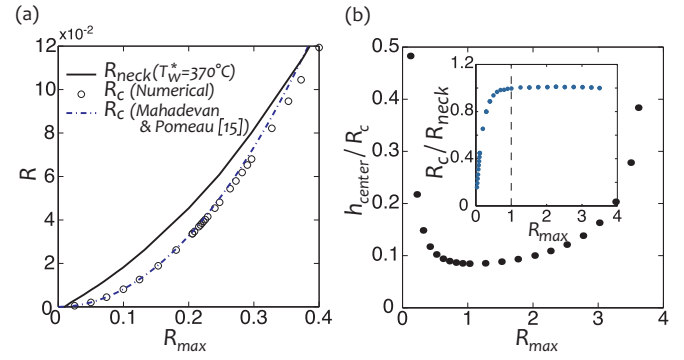 (a)
x10⁻²
12
10
8
6
4
2
0
R
R_neck (T*_w=370°C)
R_c (Numerical)
R_c (Mahadevan
& Pomeau [15])
0 0.1 0.2 0.3 0.4
R_max
(b)
0.5
0.4
0.3
0.2
0.1
0
h_center / R_c
0 1 2 3 4
R_max
1.2
0.8
0.4
0
R_c / R_neck
0 1 2 3 4
R_max